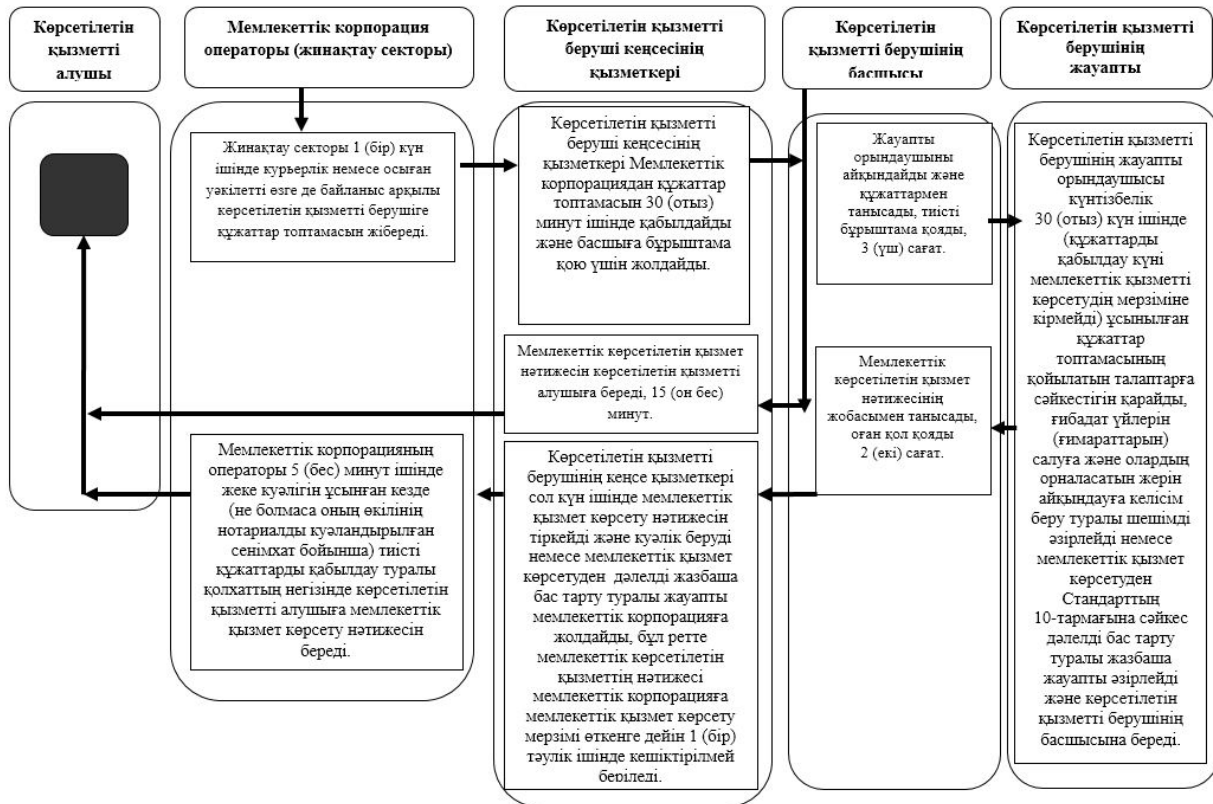 Көрсетілетін
қызметті
алушы
Мемлекеттік корпорация
операторы (жинақтау секторы)
Көрсетілетін қызметті
беруші кеңсесінің
қызметкері
Көрсетілетін
қызметті берушінің
басшысы
Көрсетілетін қызметті
берушінің
жауапты
Жинақтау секторы 1 (бір) күн
ішінде курьерлік немесе осыған
уәкілетті өзге де байланыс арқылы
көрсетілетін қызметті берушіге
құжаттар топтамасын жібереді.
Көрсетілетін қызметті
беруші кеңсесінің
қызметкері Мемлекеттік
корпорациядан құжаттар
топтамасын 30 (отыз)
минут ішінде қабылдайды
және басшыға бұрыштама
қою үшін жолдайды.
Жауапты
орындаушыны
айқындайды және
құжаттармен
танысады, тиісті
бұрыштама қояды,
3 (үш) сағат.
Көрсетілетін қызметті
берушінің жауапты
орындаушысы
күнтізбелік
30 (отыз) күн ішінде
(құжаттарды
қабылдау күні
мемлекеттік қызметті
көрсетудің мерзіміне
кірмейді) ұсынылған
құжаттар
топтамасының
қойылатын талаптарға
сәйкестігін қарайды,
ғибадат үйлерін
(ғимараттарын)
салуға және олардың
орналасатын жерін
айқындауға келісім
беру туралы шешімді
әзірлейді немесе
мемлекеттік қызмет
көрсетуден
Стандарттың
10-тармағына сәйкес
дәлелді бас тарту
туралы жазбаша
жауапты әзірлейді
және көрсетілетін
қызметті берушінің
басшысына береді.
Мемлекеттік көрсетілетін қызмет
нәтижесін көрсетілетін қызметті
алушыға береді, 15 (он бес)
минут.
Мемлекеттік
көрсетілетін қызмет
нәтижесінің
жобасымен танысады,
оған қол қояды
2 (екі) сағат.
Мемлекеттік корпорацияның
операторы 5 (бес) минут ішінде
жеке куәлігін ұсынған кезде
(не болмаса оның өкілінің
нотариалды куәландырылған
сенімхат бойынша) тиісті
құжаттарды қабылдау туралы
қолхаттың негізінде көрсетілетін
қызметті алушыға мемлекеттік
қызмет көрсету нәтижесін
береді.
Көрсетілетін қызметті
берушінің кеңсе қызметкері
сол күн ішінде мемлекеттік
қызмет көрсету нәтижесін
тіркейді және куәлік беруді
немесе мемлекеттік қызмет
көрсетуден дәлелді жазбаша
бас тарту туралы жауапты
мемлекеттік корпорацияға
жолдайды, бұл ретте
мемлекеттік көрсетілетін
қызметтің нәтижесі
мемлекеттік корпорацияға
мемлекеттік қызмет көрсету
мерзімі өткенге дейін 1 (бір)
тәулік ішінде кешіктірілмей
беріледі.